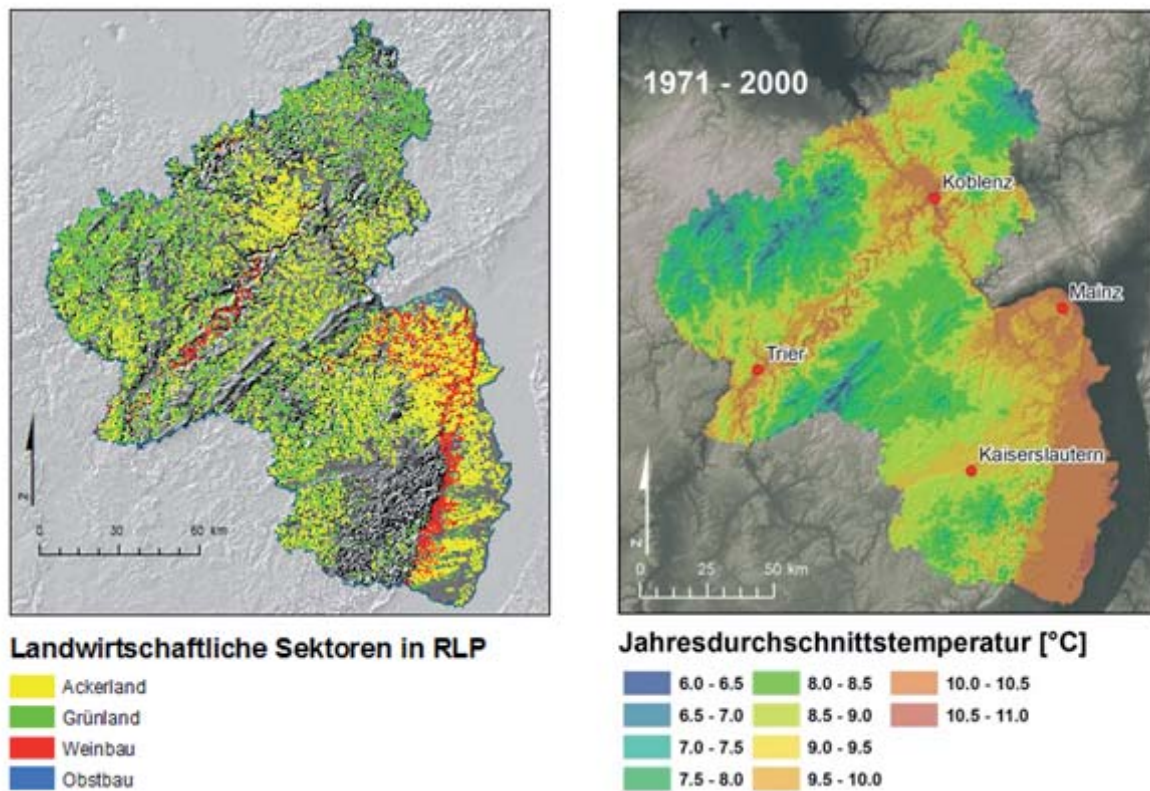 N
0 30 60 km
Landwirtschaftliche Sektoren in RLP
Ackerland
Grünland
Weinbau
Obstbau
1971 - 2000
Koblenz
Mainz
Trier
Kaiserslautern
N
0 25 50 km
Jahresdurchschnittstemperatur [°C]
6.0 - 6.5 8.0 - 8.5 10.0 - 10.5
6.5 - 7.0 8.5 - 9.0 10.5 - 11.0
7.0 - 7.5 9.0 - 9.5
7.5 - 8.0 9.5 - 10.0